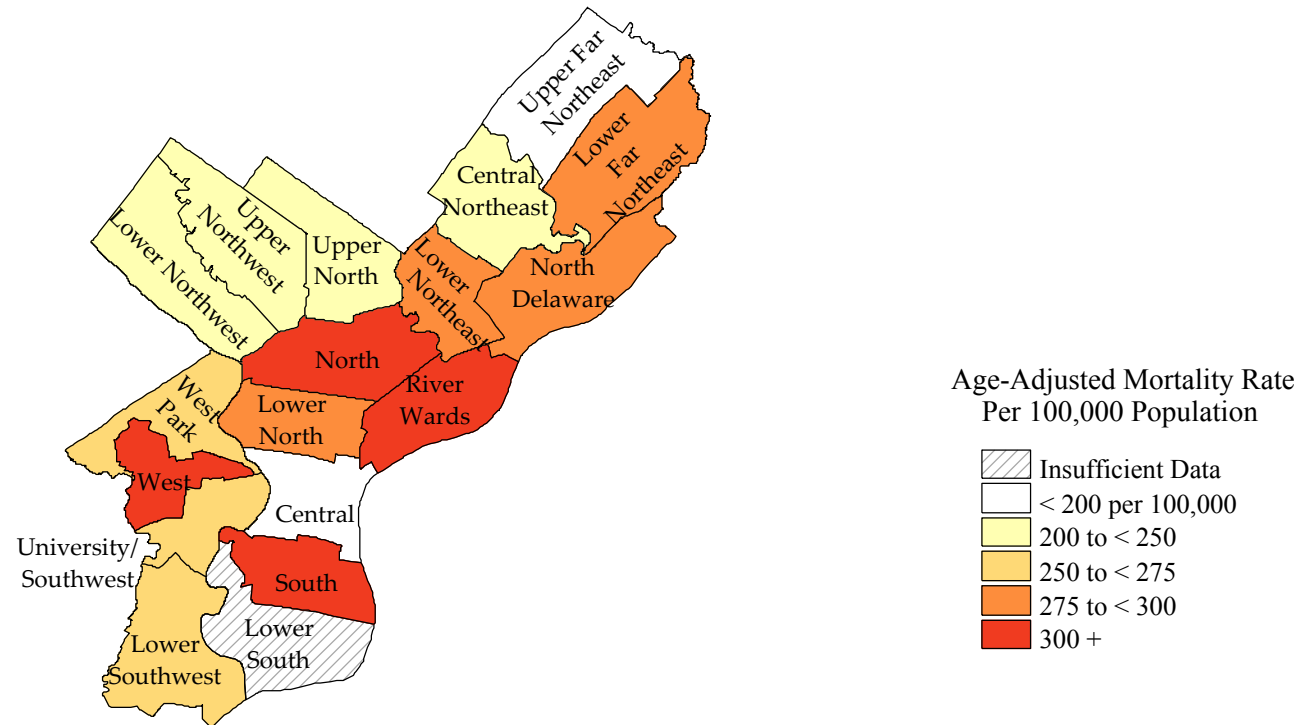 Upper Far
Northeast
Lower
Far
Northeast
Central
Northeast
Upper
Northwest
Lower Northwest
Upper
North
Lower
Northeast
North
Delaware
North
River
Wards
West
Park
Lower
North
West
Central
University/
Southwest
South
Lower
South
Lower
Southwest
Age-Adjusted Mortality Rate
Per 100,000 Population
Insufficient Data
< 200 per 100,000
200 to < 250
250 to < 275
275 to < 300
300 +